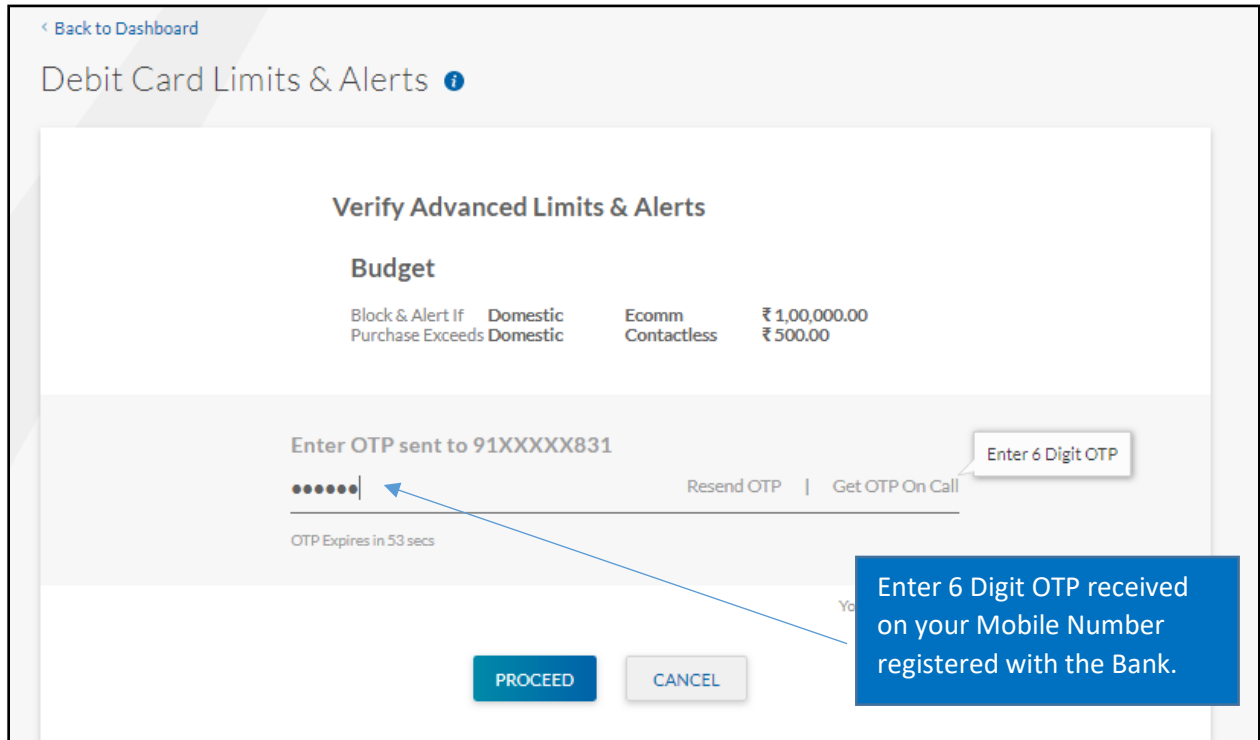 < Back to Dashboard
Debit Card Limits & Alerts i
Verify Advanced Limits & Alerts
Budget
Block & Alert If Domestic Ecomm ₹ 1,00,000.00
Purchase Exceeds Domestic Contactless ₹ 500.00
Enter OTP sent to 91XXXXX831
Enter 6 Digit OTP
•••••• Resend OTP | Get OTP On Call
OTP Expires in 53 secs
Enter 6 Digit OTP received
on your Mobile Number
registered with the Bank.
PROCEED CANCEL